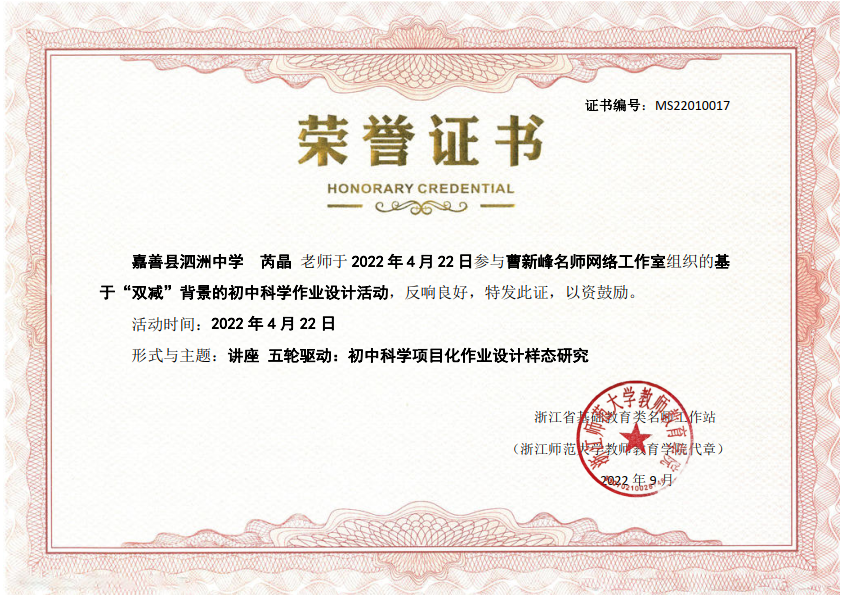 证书编号：MS22010017
荣誉证书
HONORARY CREDENTIAL
嘉善县泗洲中学 芮晶 老师于 2022 年 4 月 22 日参与曹新峰名师网络工作室组织的基
于“双减”背景的初中科学作业设计活动，反响良好，特发此证，以资鼓励。
活动时间：2022 年 4 月 22 日
形式与主题：讲座 五轮驱动：初中科学项目化作业设计样态研究
浙江省基础教育类名师工作站
（浙江师范大学教师教育学院代章）
2022 年 9 月
浙江师范大学教师教育学院